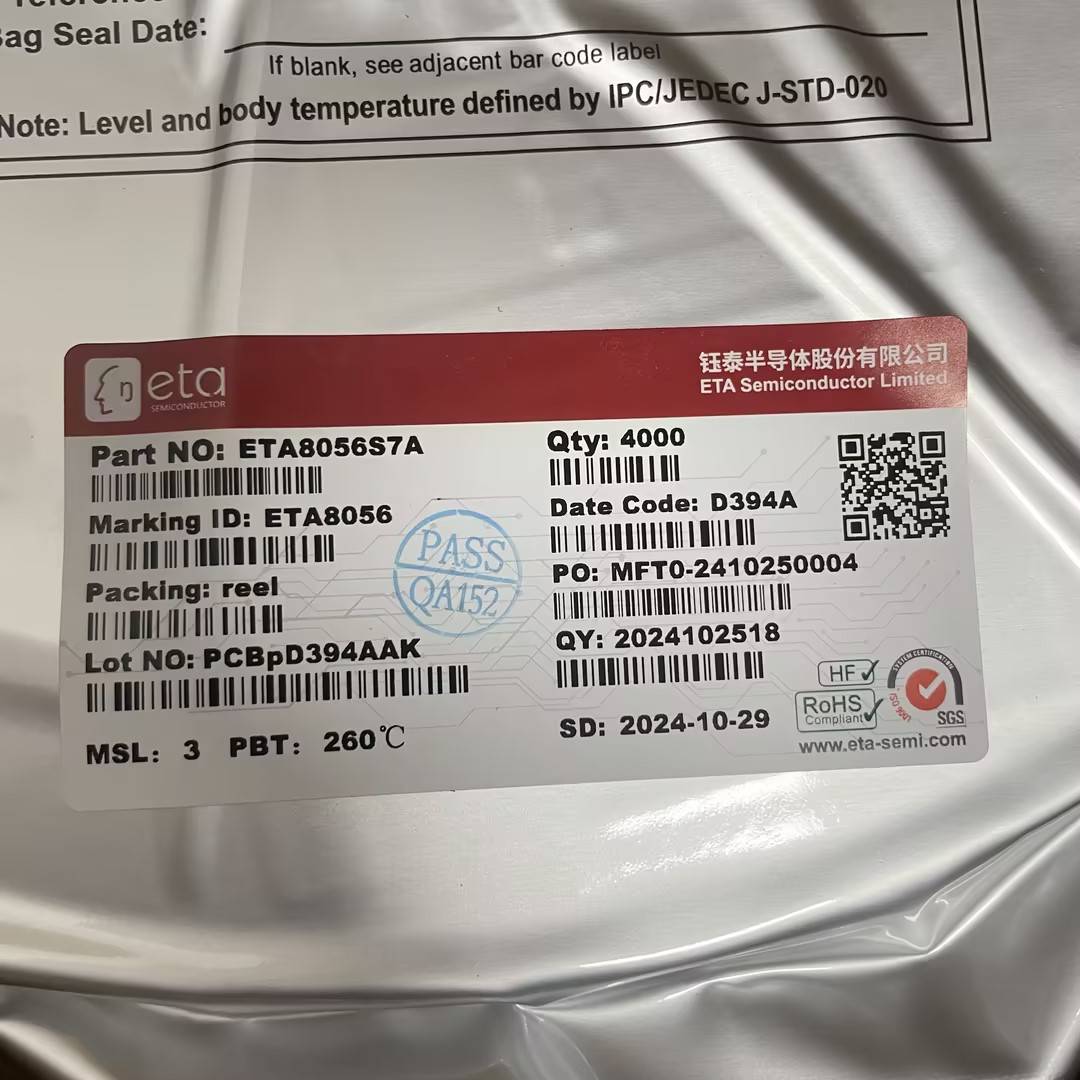 Bag Seal Date:
If blank, see adjacent bar code label
Note: Level and body temperature defined by IPC/JEDEC J-STD-020
eta
SEMICONDUCTOR
钰泰半导体股份有限公司
ETA Semiconductor Limited
Part NO: ETA8056S7A
Marking ID: ETA8056
Packing: reel
Lot NO: PCBpD394AAK
MSL: 3 PBT: 260℃
PASS
QA152
Qty: 4000
Date Code: D394A
PO: MFT0-2410250004
QY: 2024102518
SD: 2024-10-29
HF
RoHS
Compliant
SYSTEM CERTIFICATION
ISO 9001
SGS
www.eta-semi.com